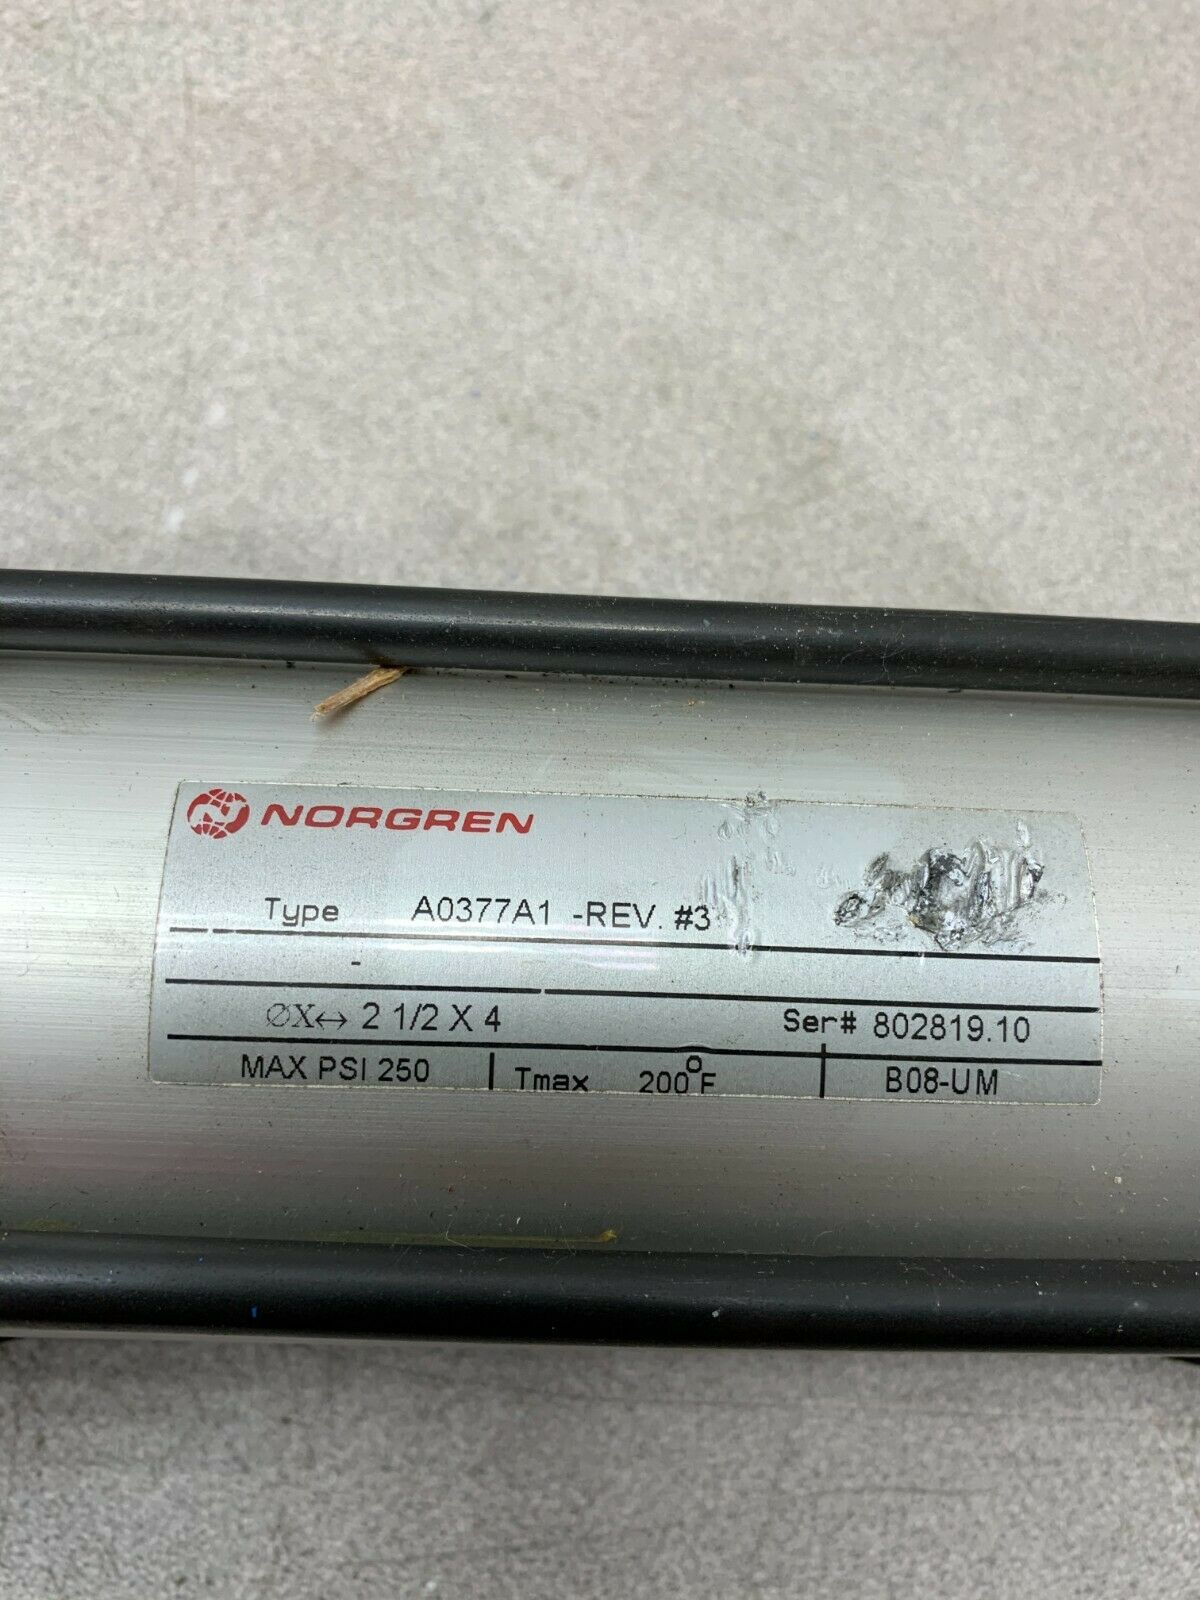 NORGREN
Type A0377A1 -REV. #3
-
ØX↔ 2 1/2 X 4 Ser# 802819.10
MAX PSI 250 Tmax 200°F B08-UM